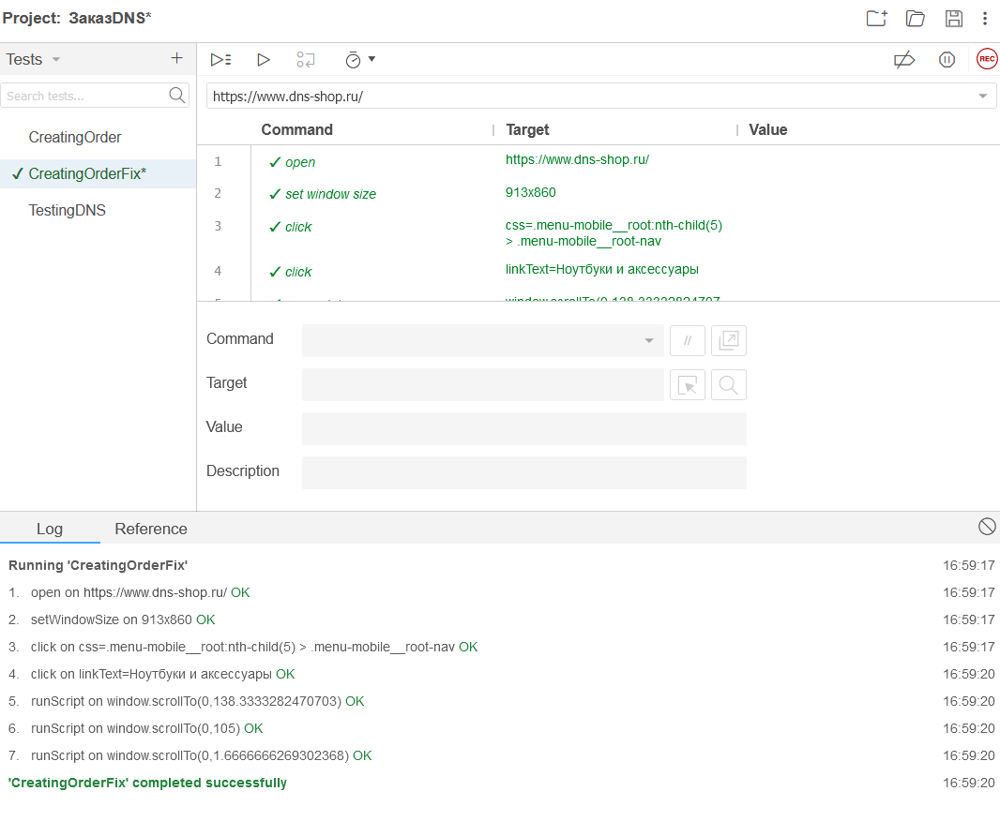 Project: ЗаказDNS*
Tests
Search tests...
CreatingOrder
✓ CreatingOrderFix*
TestingDNS
REC
https://www.dns-shop.ru/
Command Target Value
1 ✓ open https://www.dns-shop.ru/
2 ✓ set window size 913x860
3 ✓ click css=.menu-mobile__root:nth-child(5)
> .menu-mobile__root-nav
4 ✓ click linkText=Ноутбуки и аксессуары
window.scrollTo(0,138.33332824707
Command
//
Target
Value
Description
Log Reference
Running 'CreatingOrderFix' 16:59:17
1. open on https://www.dns-shop.ru/ OK 16:59:17
2. setWindowSize on 913x860 OK 16:59:17
3. click on css=.menu-mobile__root:nth-child(5) > .menu-mobile__root-nav OK 16:59:17
4. click on linkText=Ноутбуки и аксессуары OK 16:59:20
5. runScript on window.scrollTo(0,138.3333282470703) OK 16:59:20
6. runScript on window.scrollTo(0,105) OK 16:59:20
7. runScript on window.scrollTo(0,1.6666666269302368) OK 16:59:20
'CreatingOrderFix' completed successfully 16:59:20